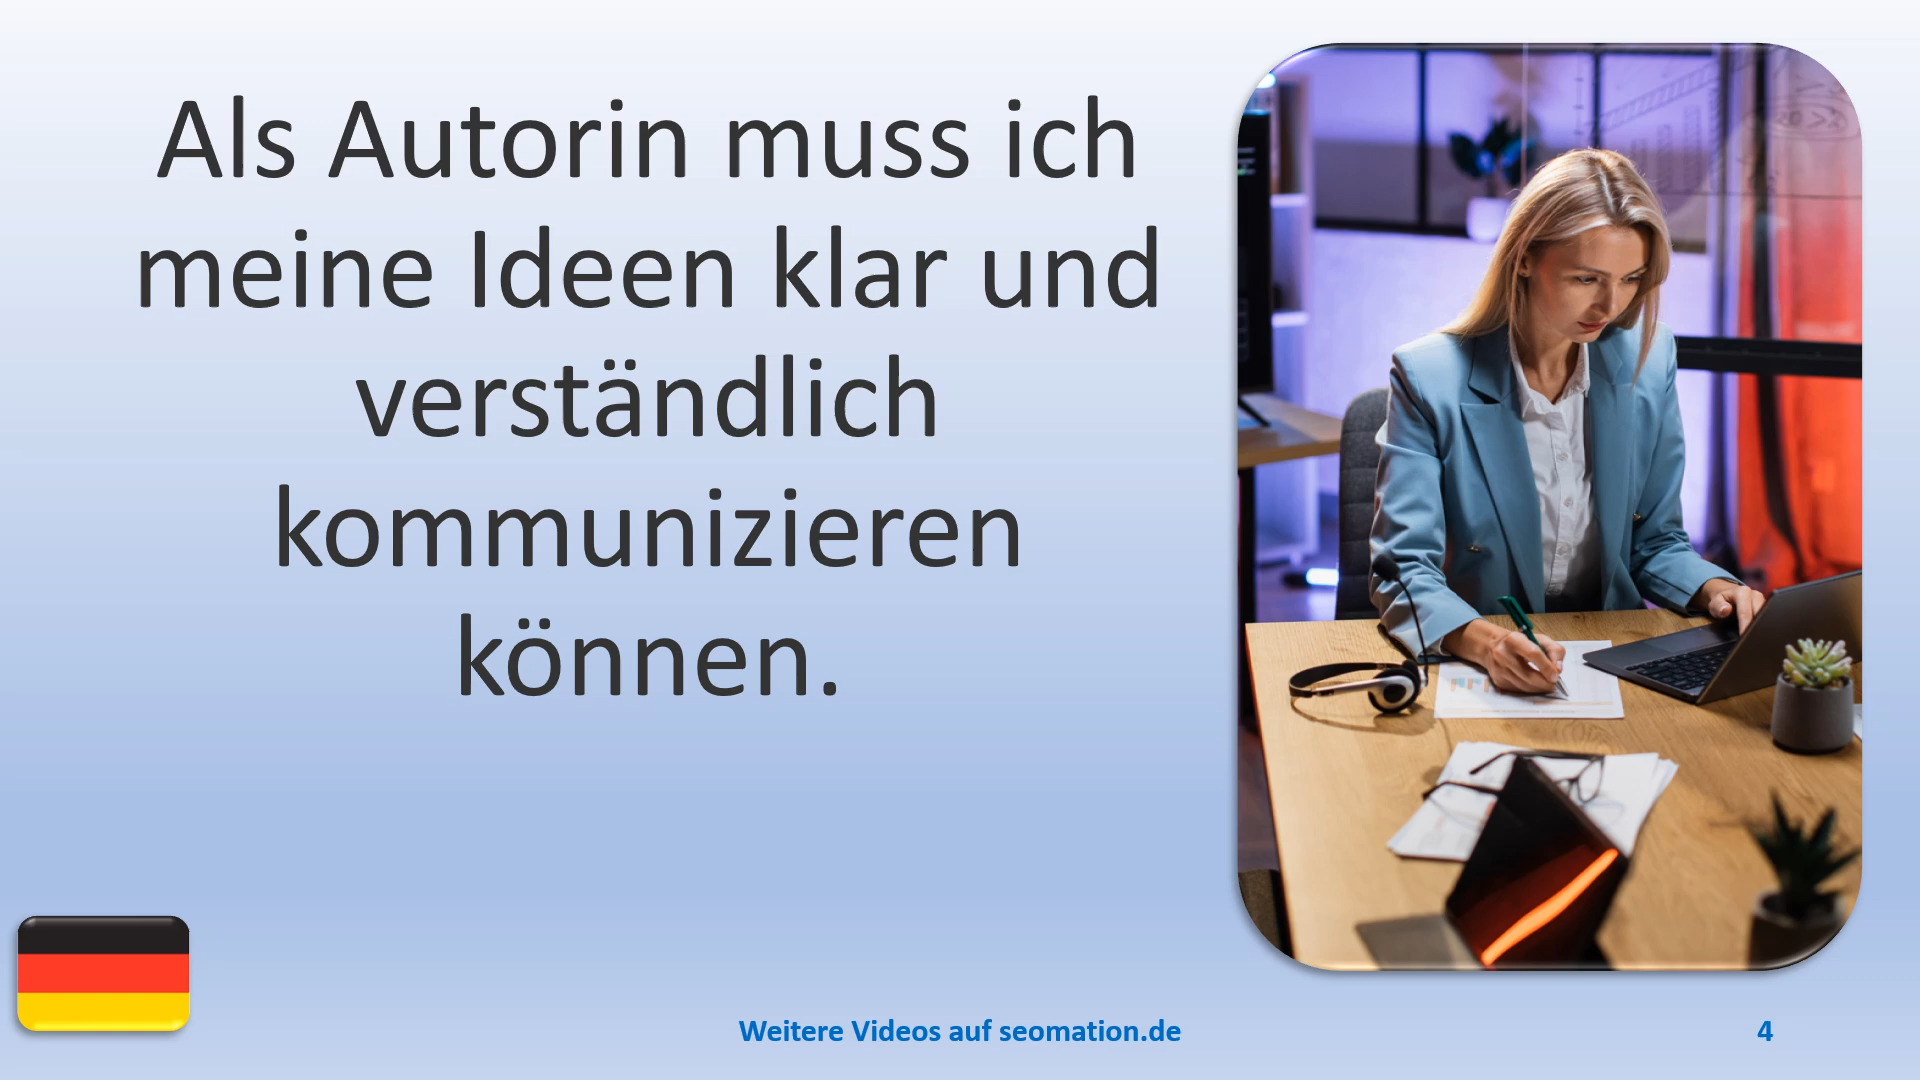 Als Autorin muss ich
meine Ideen klar und
verständlich
kommunizieren
können.
Weitere Videos auf seomation.de
4